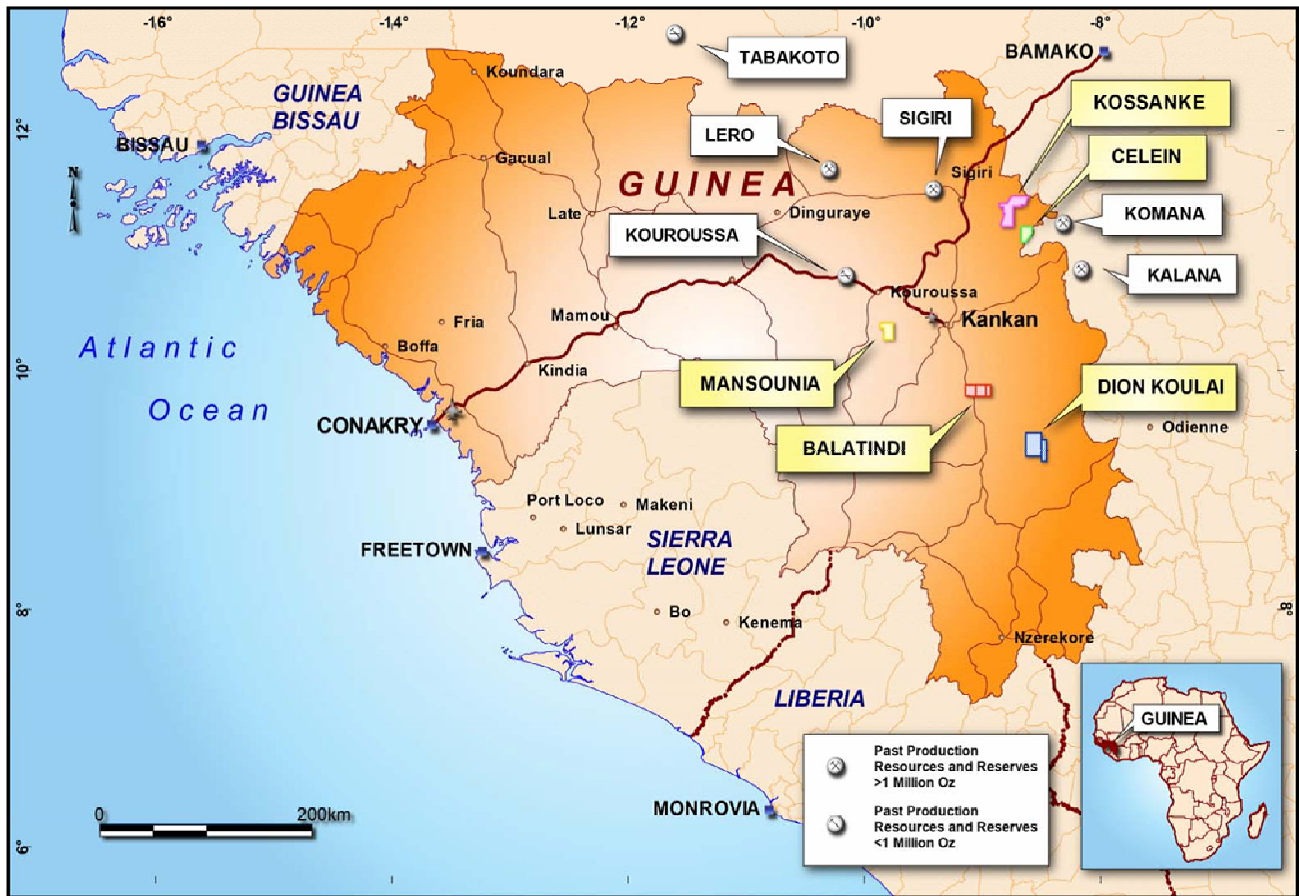 -16°
-14°
-12°
-10°
-8°
TABAKOTO
BAMAKO
Koundara
GUINEA
BISSAU
KOSSANKE
12°
BISSAU
LERO
SIGIRI
CELEIN
Gacual
Sigiri
N
GUINEA
Late
Dinguraye
KOMANA
KOUROUSSA
KALANA
Kouroussa
Fria
Mamou
Kankan
Atlantic
Ocean
Boffa
10°
Kindia
MANSOUNIA
DION KOULAI
CONAKRY
Odienne
BALATINDI
Port Loco
Makeni
Lunsar
FREETOWN
SIERRA
LEONE
8°
8°
Bo
Kenema
Nzerekore
LIBERIA
GUINEA
Past Production
Resources and Reserves
>1 Million Oz
Past Production
Resources and Reserves
<1 Million Oz
0
200km
MONROVIA
6°